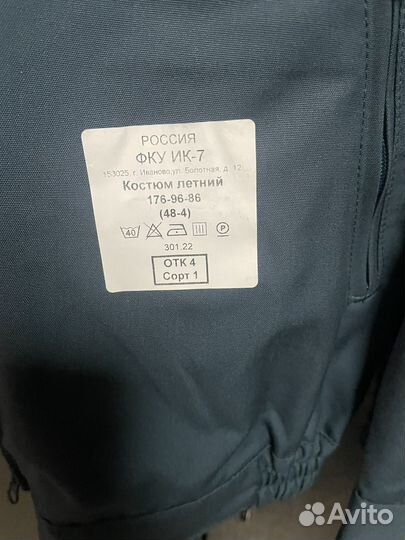 РОССИЯ
ФКУ ИК-7
153025, г. Иваново, ул. Болотная, д. 12
Костюм летний
176-96-86
(48-4)
40 P
301.22
ОТК 4
Сорт 1
Avito